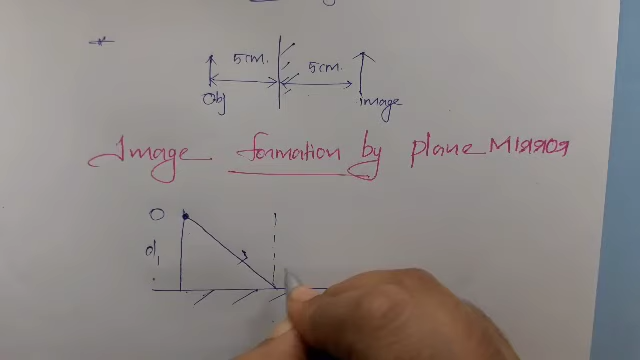 5cm. 5cm.
Obj image
Image formation by plane Mirror
O
d1